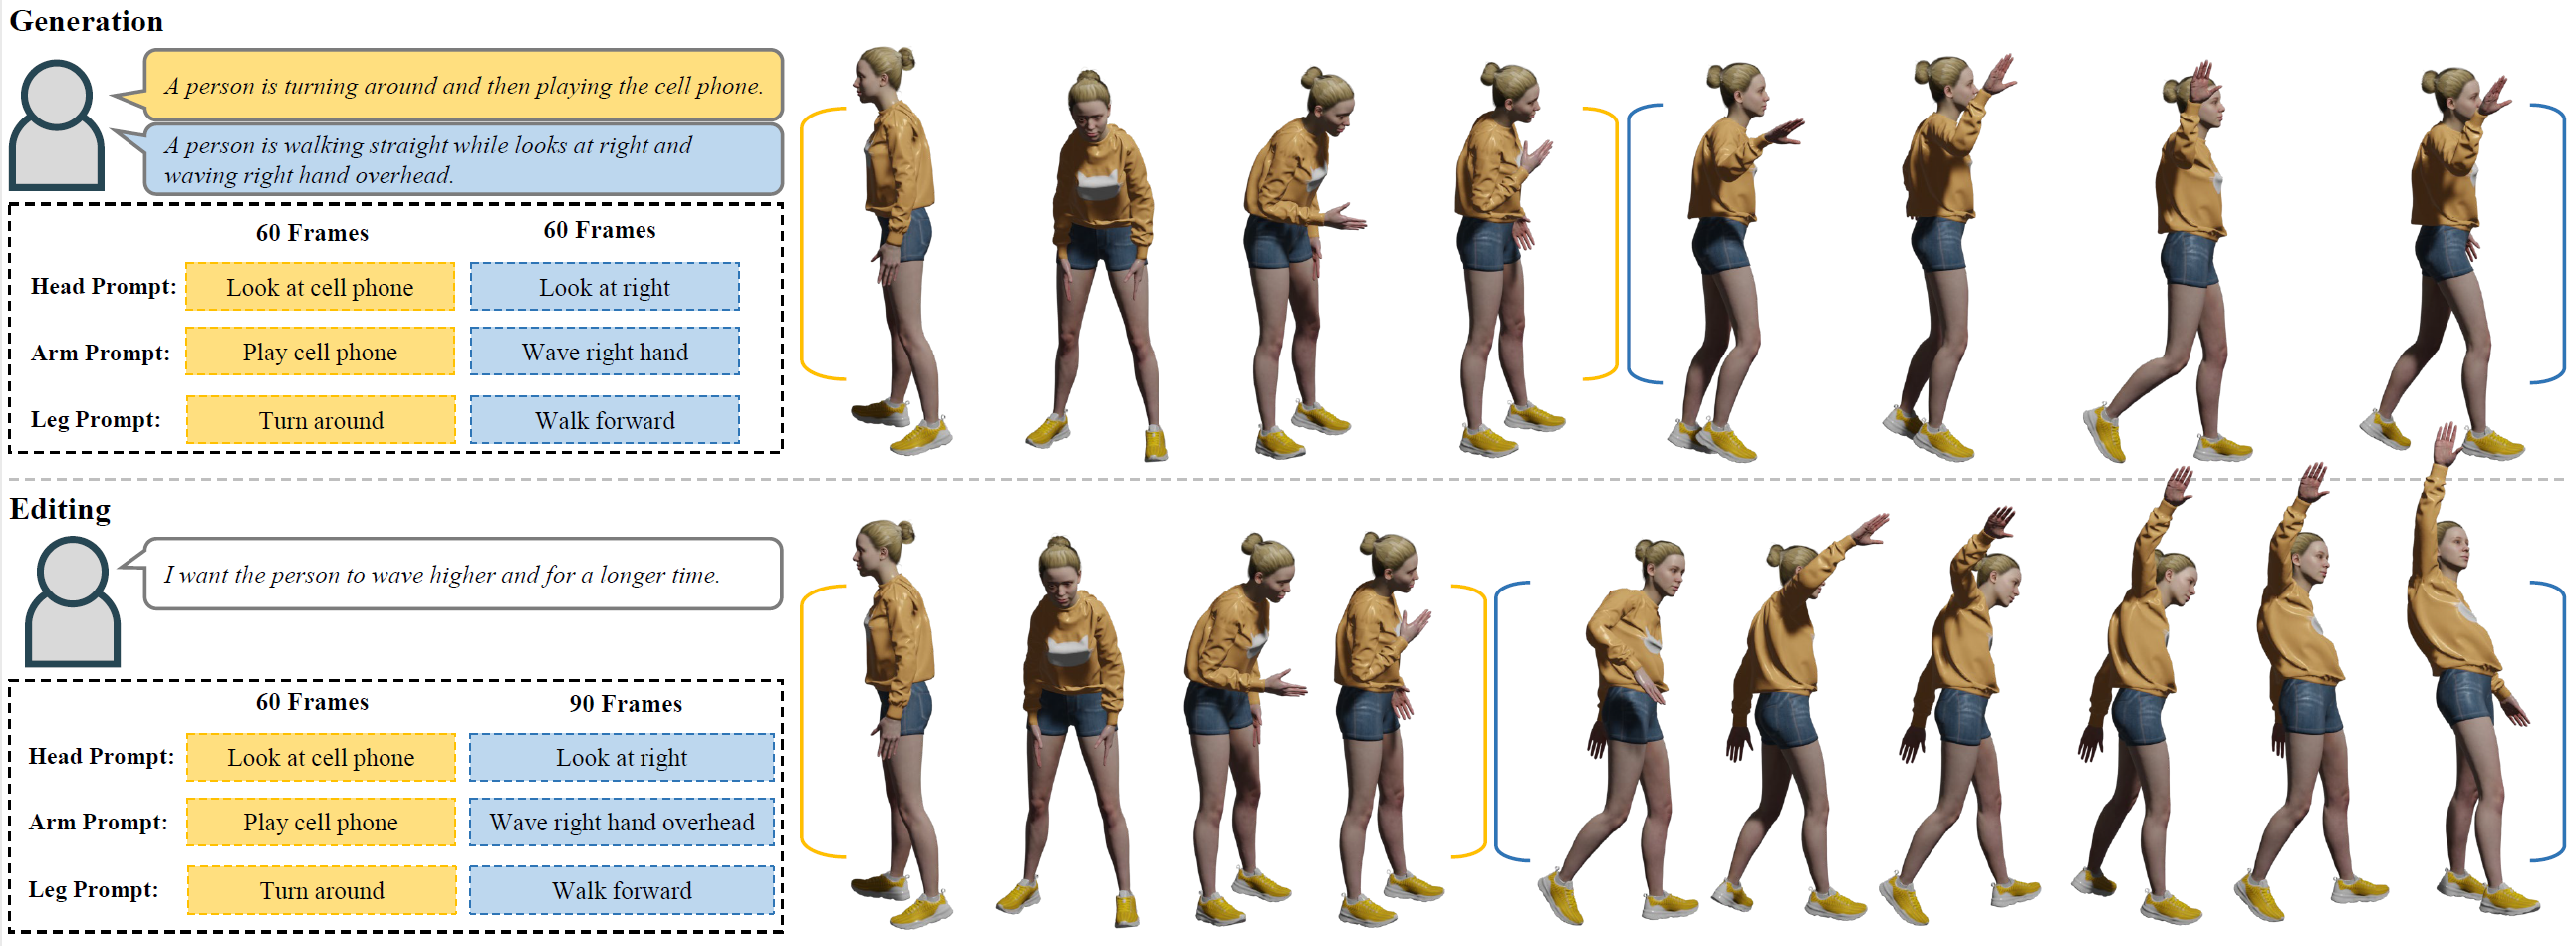 Generation
A person is turning around and then playing the cell phone.
A person is walking straight while looks at right and
waving right hand overhead.
60 Frames 60 Frames
Head Prompt: Look at cell phone Look at right
Arm Prompt: Play cell phone Wave right hand
Leg Prompt: Turn around Walk forward
Editing
I want the person to wave higher and for a longer time.
60 Frames 90 Frames
Head Prompt: Look at cell phone Look at right
Arm Prompt: Play cell phone Wave right hand overhead
Leg Prompt: Turn around Walk forward